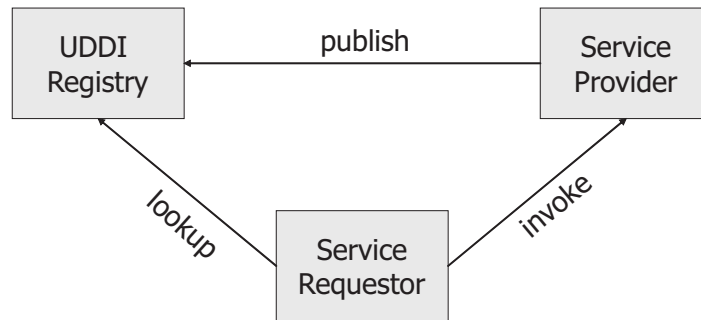 UDDI
Registry
publish
Service
Provider
lookup
invoke
Service
Requestor